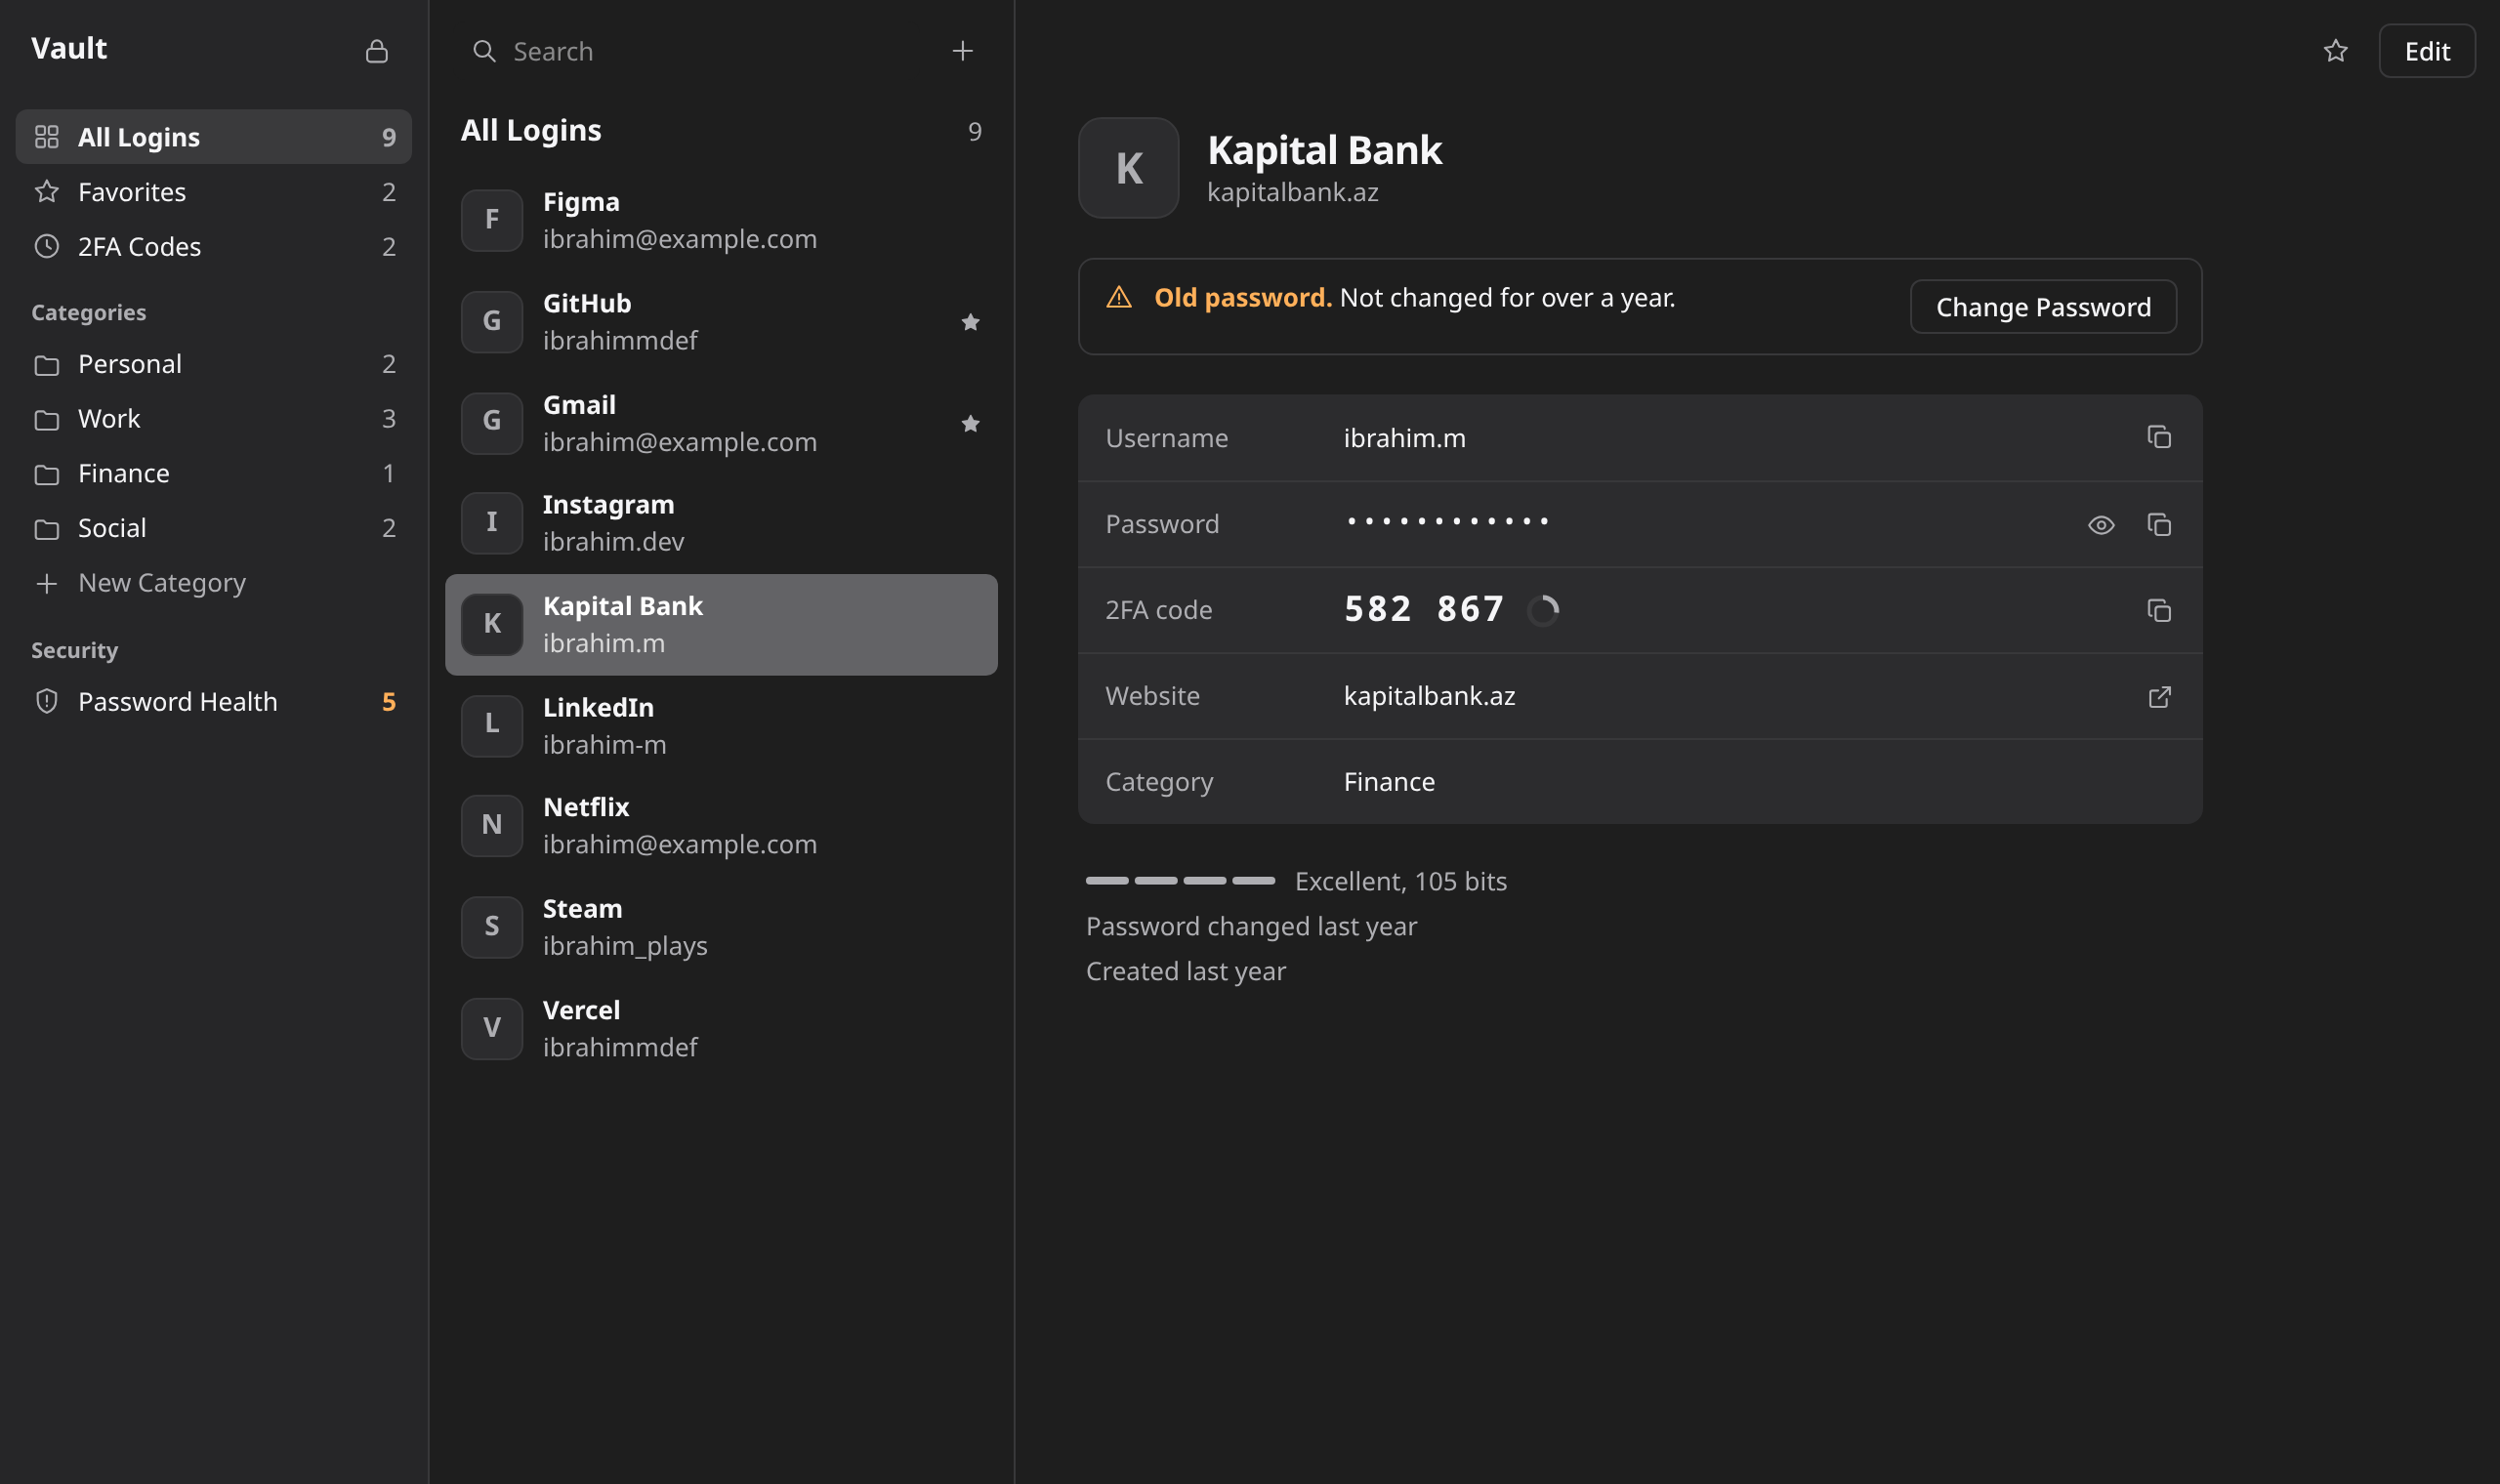 Vault
All Logins 9
Favorites 2
2FA Codes 2
Categories
Personal 2
Work 3
Finance 1
Social 2
New Category
Security
Password Health 5
Search
All Logins 9
F
Figma
ibrahim@example.com
G
GitHub
ibrahimmdef
G
Gmail
ibrahim@example.com
I
Instagram
ibrahim.dev
K
Kapital Bank
ibrahim.m
L
LinkedIn
ibrahim-m
N
Netflix
ibrahim@example.com
S
Steam
ibrahim_plays
V
Vercel
ibrahimmdef
Edit
K
Kapital Bank
kapitalbank.az
Old password. Not changed for over a year.
Change Password
Username ibrahim.m
Password ••••••••••••
2FA code 582 867
Website kapitalbank.az
Category Finance
Excellent, 105 bits
Password changed last year
Created last year